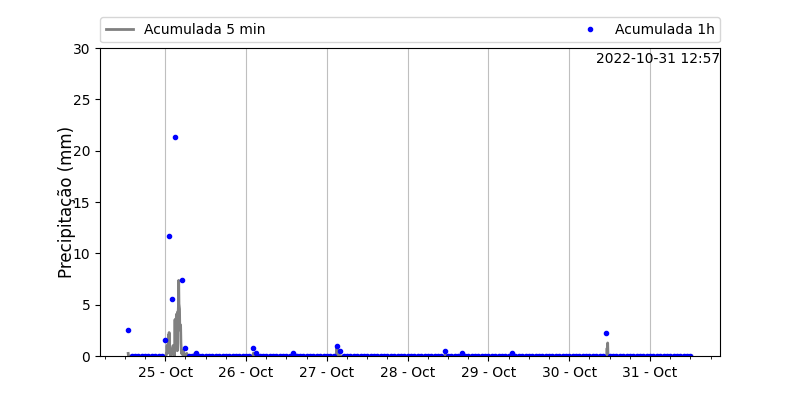 Acumulada 5 min
Acumulada 1h
2022-10-31 12:57
Precipitação (mm)
30
25
20
15
10
5
0
25 - Oct
26 - Oct
27 - Oct
28 - Oct
29 - Oct
30 - Oct
31 - Oct